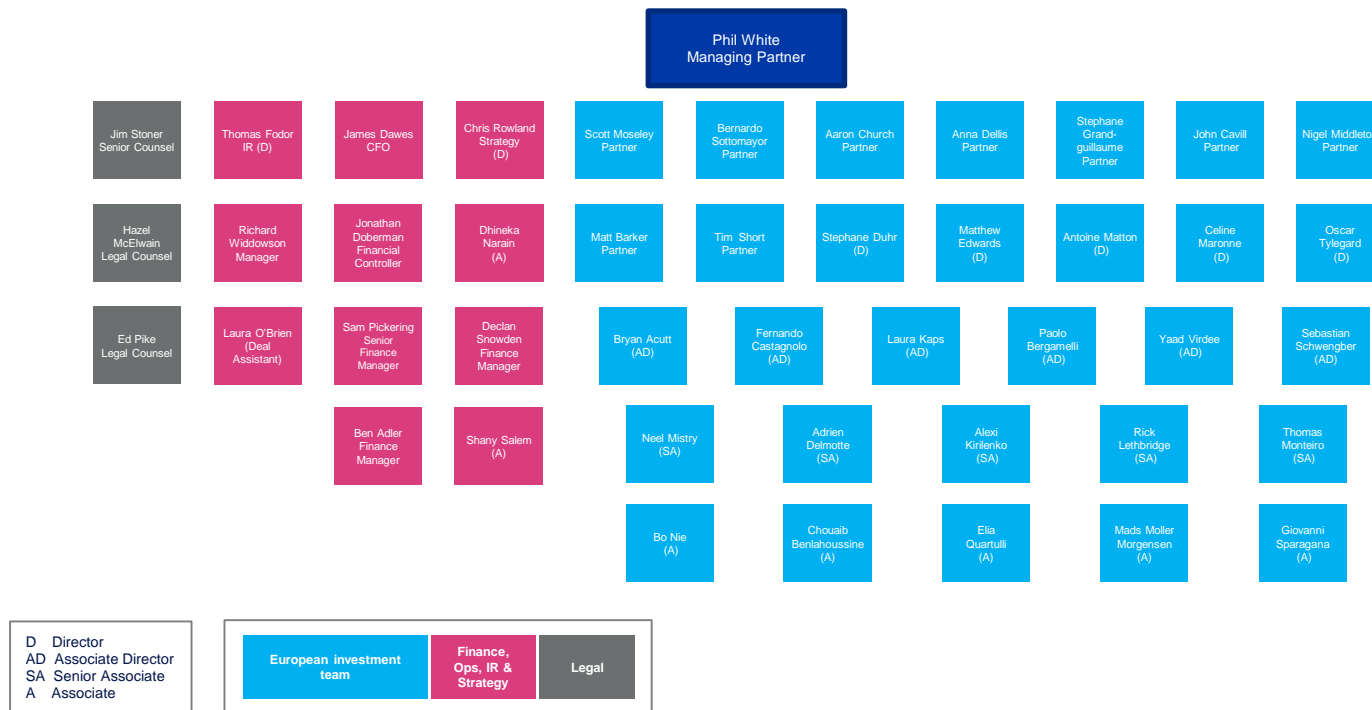 Phil White
Managing Partner
Jim Stoner
Senior Counsel
Thomas Fodor
IR (D)
James Dawes
CFO
Chris Rowland
Strategy
(D)
Scott Moseley
Partner
Bernardo
Sottomayor
Partner
Aaron Church
Partner
Anna Dellis
Partner
Stephane
Grand-
guillaume
Partner
John Cavill
Partner
Nigel Middleto
Partner
Hazel
McElwain
Legal Counsel
Richard
Widdowson
Manager
Jonathan
Doberman
Financial
Controller
Dhineka
Narain
(A)
Matt Barker
Partner
Tim Short
Partner
Stephane Duhr
(D)
Matthew
Edwards
(D)
Antoine Matton
(D)
Celine
Maronne
(D)
Oscar
Tylegard
(D)
Ed Pike
Legal Counsel
Laura O'Brien
(Deal
Assistant)
Sam Pickering
Senior
Finance
Manager
Declan
Snowden
Finance
Manager
Bryan Acutt
(AD)
Fernando
Castagnolo
(AD)
Laura Kaps
(AD)
Paolo
Bergamelli
(AD)
Yaad Virdee
(AD)
Sebastian
Schwengber
(AD)
Ben Adler
Finance
Manager
Shany Salem
(A)
Neel Mistry
(SA)
Adrien
Delmotte
(SA)
Alexi
Kirilenko
(SA)
Rick
Lethbridge
(SA)
Thomas
Monteiro
(SA)
Bo Nie
(A)
Chouaib
Benlahoussine
(A)
Elia
Quartulli
(A)
Mads Moller
Morgensen
(A)
Giovanni
Sparagana
(A)
D Director
AD Associate Director
SA Senior Associate
A Associate
European investment
team
Finance,
Ops, IR &
Strategy
Legal